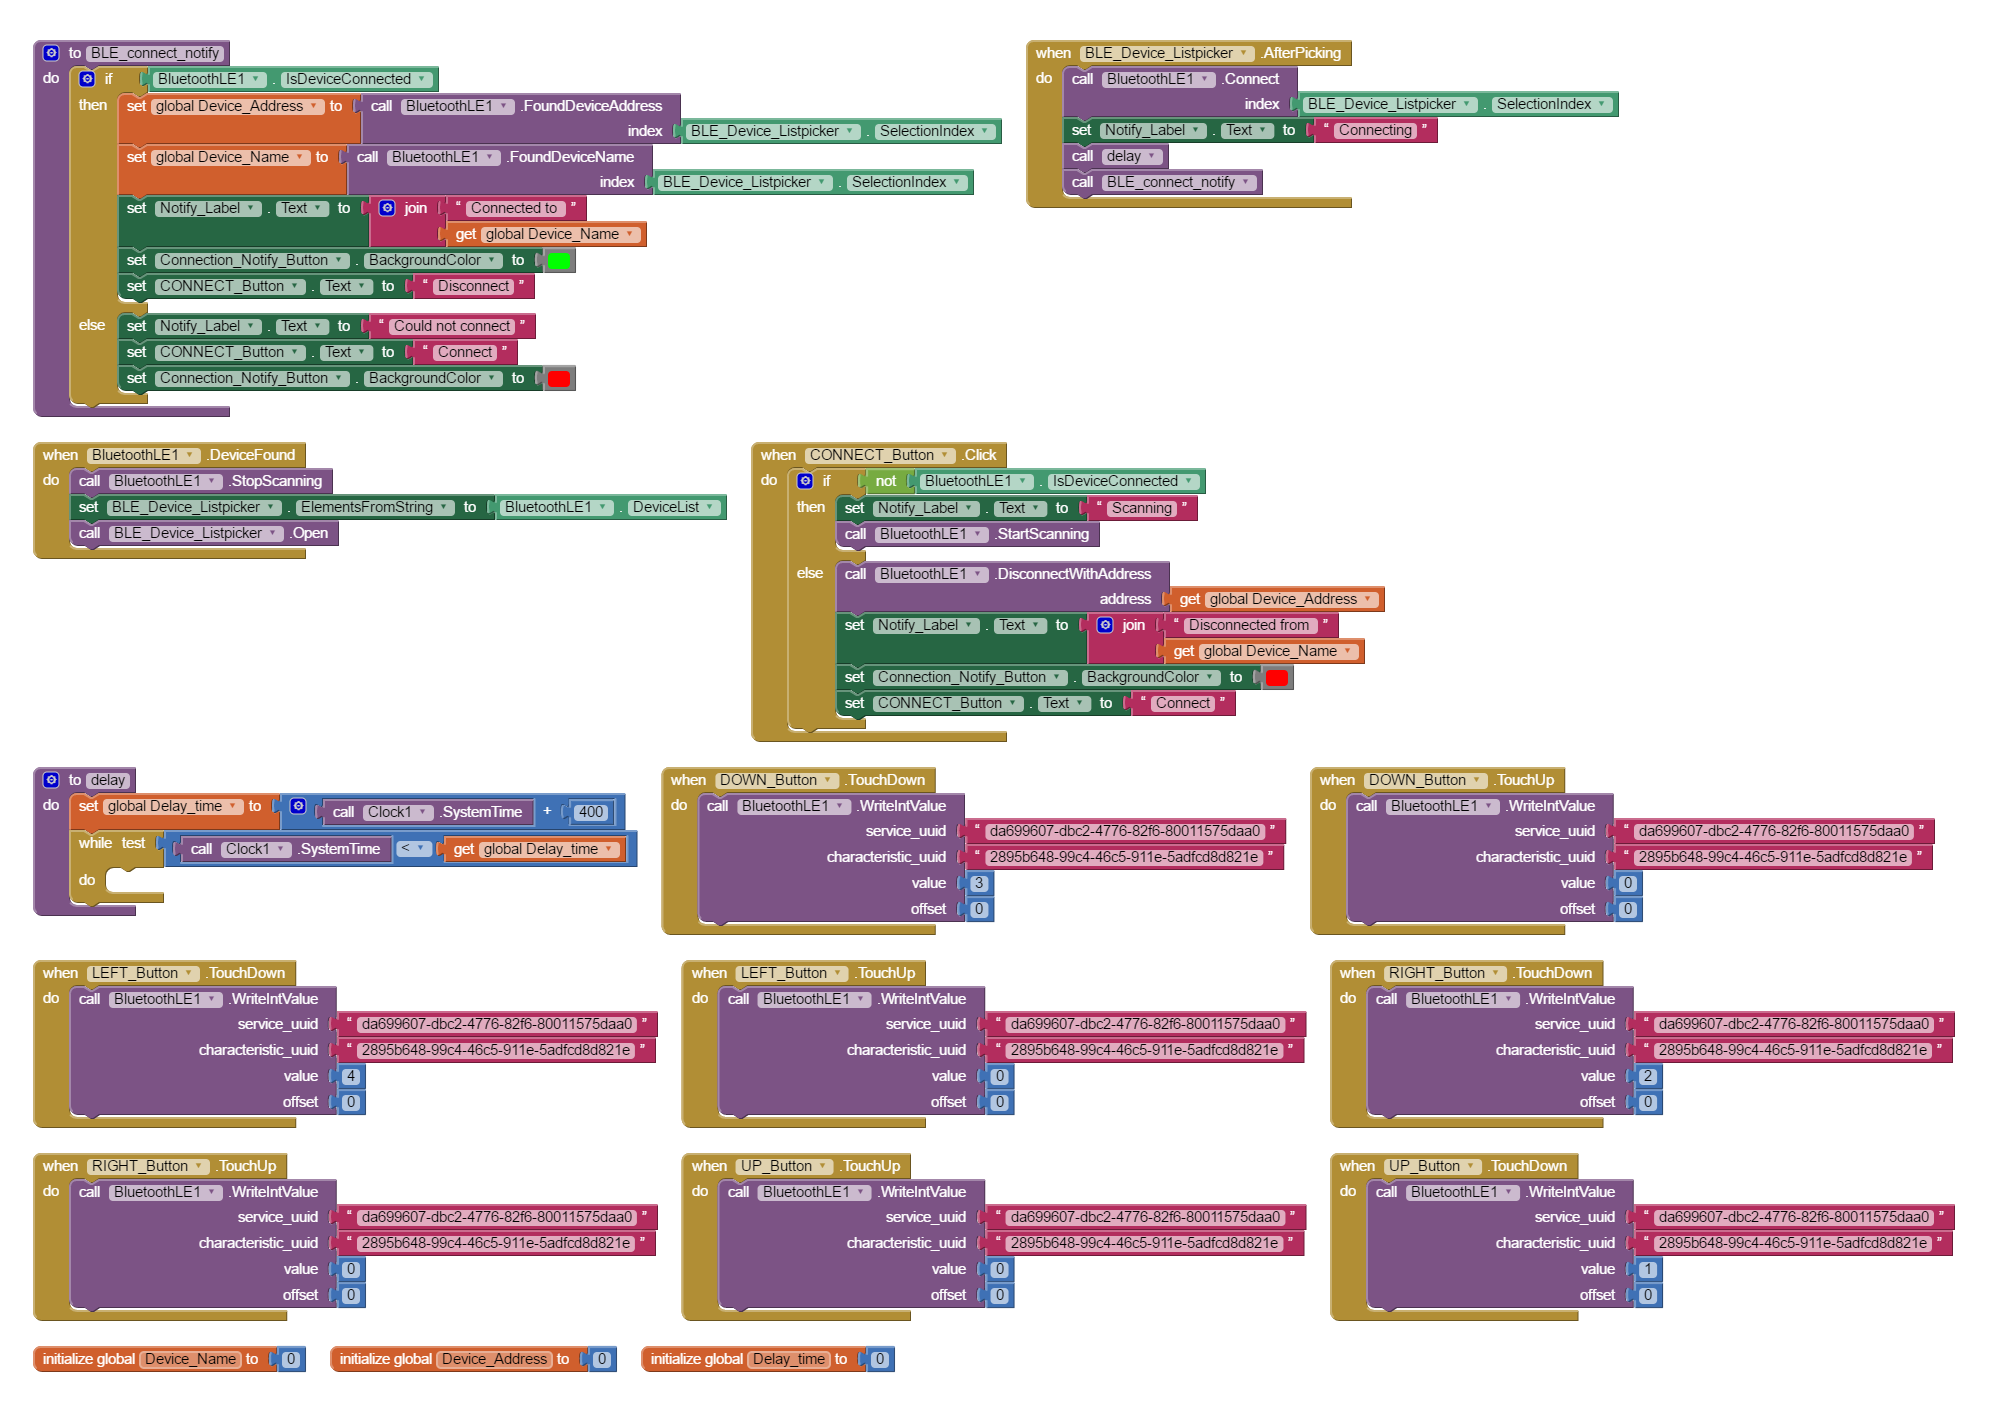 to BLE_connect_notify
do if BluetoothLE1 . IsDeviceConnected
then set global Device_Address to call BluetoothLE1 .FoundDeviceAddress
index BLE_Device_Listpicker . SelectionIndex
set global Device_Name to call BluetoothLE1 .FoundDeviceName
index BLE_Device_Listpicker . SelectionIndex
set Notify_Label . Text to join “ Connected to ”
get global Device_Name
set Connection_Notify_Button . BackgroundColor to
set CONNECT_Button . Text to “ Disconnect ”
else set Notify_Label . Text to “ Could not connect ”
set CONNECT_Button . Text to “ Connect ”
set Connection_Notify_Button . BackgroundColor to
when BLE_Device_Listpicker .AfterPicking
do call BluetoothLE1 .Connect
index BLE_Device_Listpicker . SelectionIndex
set Notify_Label . Text to “ Connecting ”
call delay
call BLE_connect_notify
when BluetoothLE1 .DeviceFound
do call BluetoothLE1 .StopScanning
set BLE_Device_Listpicker . ElementsFromString to BluetoothLE1 . DeviceList
call BLE_Device_Listpicker .Open
when CONNECT_Button .Click
do if not BluetoothLE1 . IsDeviceConnected
then set Notify_Label . Text to “ Scanning ”
call BluetoothLE1 .StartScanning
else call BluetoothLE1 .DisconnectWithAddress
address get global Device_Address
set Notify_Label . Text to join “ Disconnected from ”
get global Device_Name
set Connection_Notify_Button . BackgroundColor to
set CONNECT_Button . Text to “ Connect ”
to delay
do set global Delay_time to call Clock1 .SystemTime + 400
while test call Clock1 .SystemTime < get global Delay_time
do
when DOWN_Button .TouchDown
do call BluetoothLE1 .WriteIntValue
service_uuid “ da699607-dbc2-4776-82f6-80011575daa0 ”
characteristic_uuid “ 2895b648-99c4-46c5-911e-5adfcd8d821e ”
value 3
offset 0
when DOWN_Button .TouchUp
do call BluetoothLE1 .WriteIntValue
service_uuid “ da699607-dbc2-4776-82f6-80011575daa0 ”
characteristic_uuid “ 2895b648-99c4-46c5-911e-5adfcd8d821e ”
value 0
offset 0
when LEFT_Button .TouchDown
do call BluetoothLE1 .WriteIntValue
service_uuid “ da699607-dbc2-4776-82f6-80011575daa0 ”
characteristic_uuid “ 2895b648-99c4-46c5-911e-5adfcd8d821e ”
value 4
offset 0
when LEFT_Button .TouchUp
do call BluetoothLE1 .WriteIntValue
service_uuid “ da699607-dbc2-4776-82f6-80011575daa0 ”
characteristic_uuid “ 2895b648-99c4-46c5-911e-5adfcd8d821e ”
value 0
offset 0
when RIGHT_Button .TouchDown
do call BluetoothLE1 .WriteIntValue
service_uuid “ da699607-dbc2-4776-82f6-80011575daa0 ”
characteristic_uuid “ 2895b648-99c4-46c5-911e-5adfcd8d821e ”
value 2
offset 0
when RIGHT_Button .TouchUp
do call BluetoothLE1 .WriteIntValue
service_uuid “ da699607-dbc2-4776-82f6-80011575daa0 ”
characteristic_uuid “ 2895b648-99c4-46c5-911e-5adfcd8d821e ”
value 0
offset 0
when UP_Button .TouchUp
do call BluetoothLE1 .WriteIntValue
service_uuid “ da699607-dbc2-4776-82f6-80011575daa0 ”
characteristic_uuid “ 2895b648-99c4-46c5-911e-5adfcd8d821e ”
value 0
offset 0
when UP_Button .TouchDown
do call BluetoothLE1 .WriteIntValue
service_uuid “ da699607-dbc2-4776-82f6-80011575daa0 ”
characteristic_uuid “ 2895b648-99c4-46c5-911e-5adfcd8d821e ”
value 1
offset 0
initialize global Device_Name to 0
initialize global Device_Address to 0
initialize global Delay_time to 0